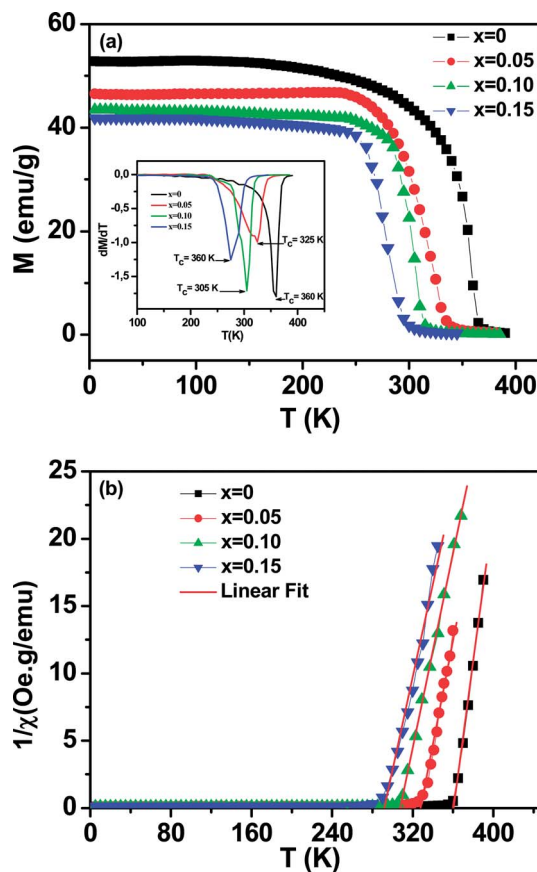 (a)
x=0
x=0.05
x=0.10
x=0.15
M (emu/g)
60
40
20
0
0
100
200
300
400
T (K)
dM/dT
0,0
-0,5
-1,0
-1,5
100
200
300
400
T(K)
x=0
x=0.05
x=0.10
x=0.15
T_C = 325 K
T_C = 360 K
T_C = 305 K
T_C = 360 K
(b)
x=0
x=0.05
x=0.10
x=0.15
Linear Fit
1/χ(Oe.g/emu)
25
20
15
10
5
0
0
80
160
240
320
400
T (K)